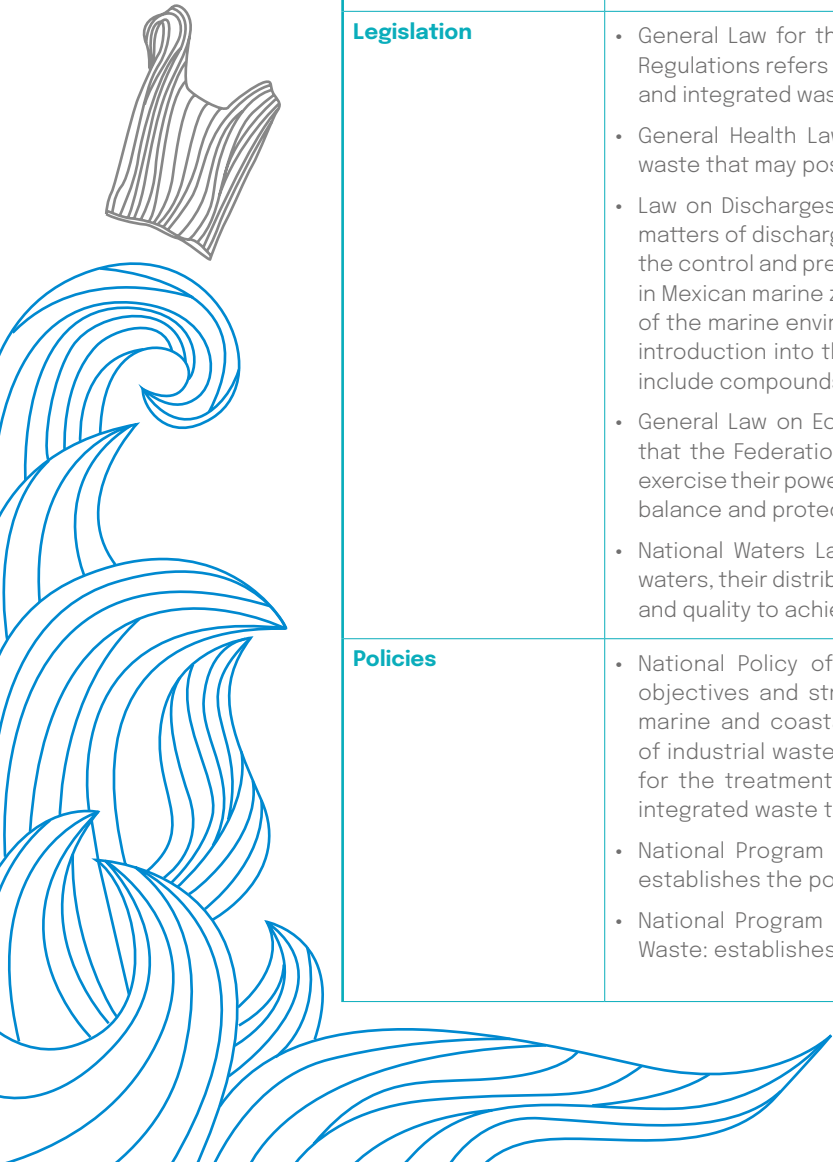 Legislation
• General Law for th
Regulations refers
and integrated was
• General Health Lav
waste that may pos
• Law on Discharges
matters of discharg
the control and pre
in Mexican marine z
of the marine envir
introduction into th
include compounds
• General Law on Ec
that the Federatio
exercise their powe
balance and protec
• National Waters La
waters, their distrib
and quality to achie
Policies
• National Policy of
objectives and str
marine and coast
of industrial waste
for the treatment
integrated waste t
• National Program
establishes the po
• National Program
Waste: establishes